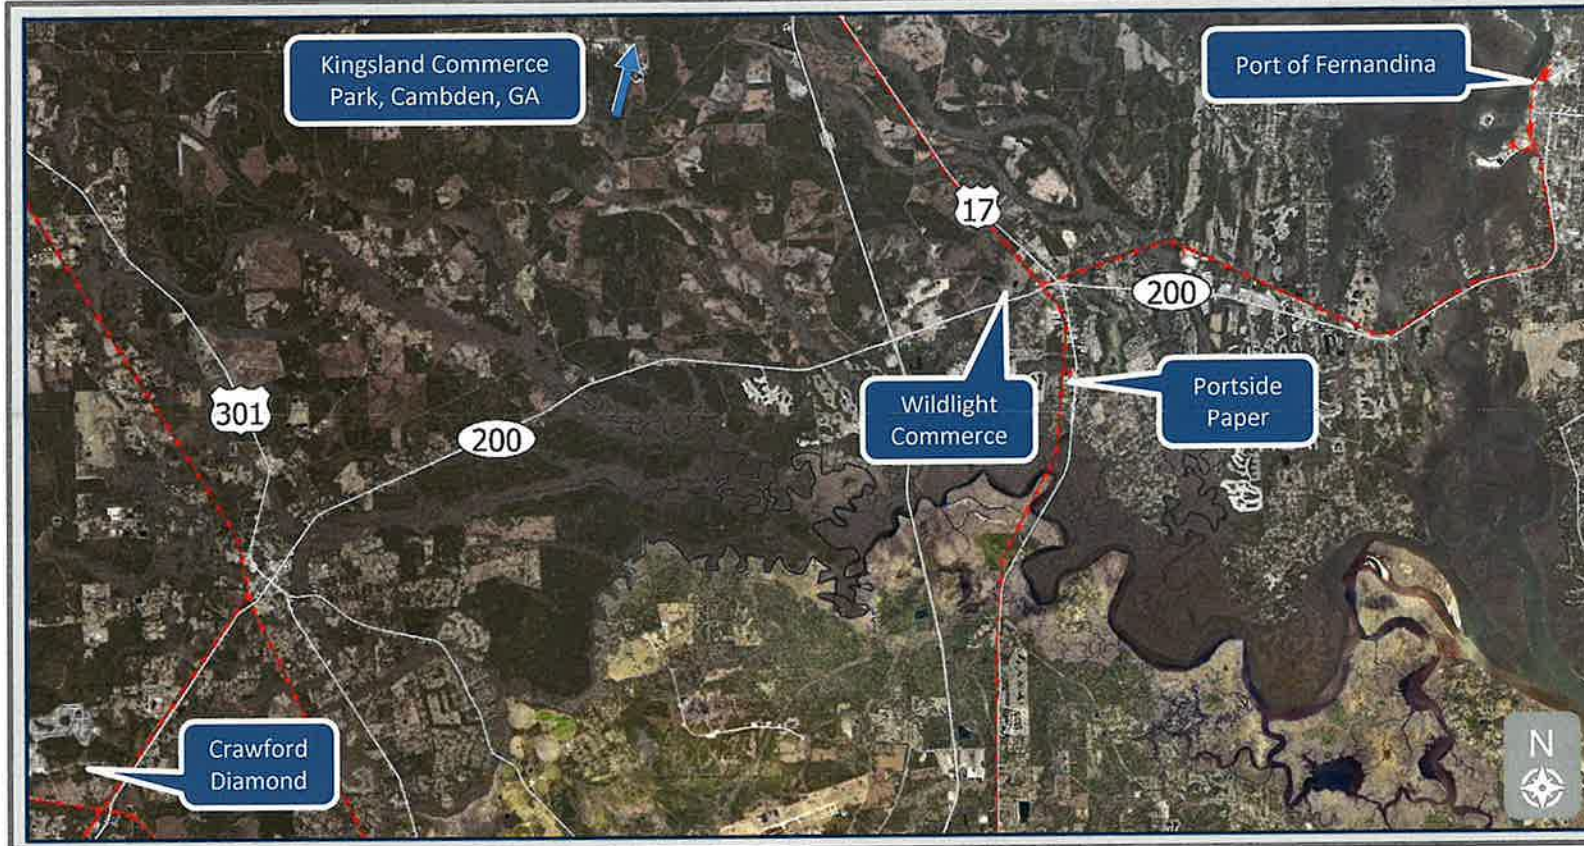 Kingsland Commerce
Park, Cambden, GA
Port of Fernandina
17
200
301
200
Wildlight
Commerce
Portside
Paper
Crawford
Diamond
N